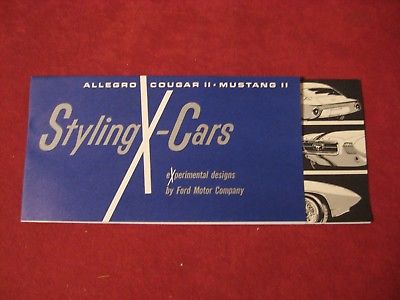 ALLEGRO COUGAR II · MUSTANG II
Styling X-Cars
eXperimental designs
by Ford Motor Company